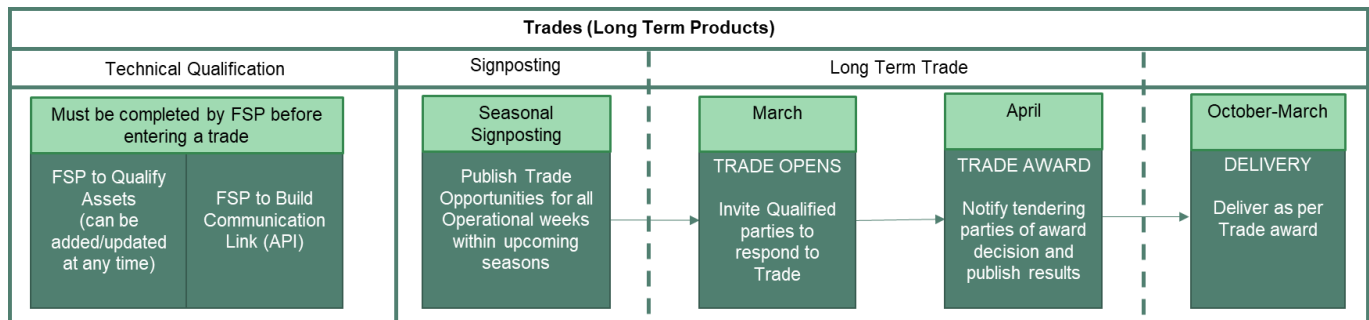 Trades (Long Term Products)
Technical Qualification
Signposting
Long Term Trade
Must be completed by FSP before
entering a trade
FSP to Qualify
Assets
(can be
added/updated
at any time)
FSP to Build
Communication
Link (API)
Seasonal
Signposting
Publish Trade
Opportunities for all
Operational weeks
within upcoming
seasons
March
TRADE OPENS
Invite Qualified
parties to
respond to
Trade
April
TRADE AWARD
Notify tendering
parties of award
decision and
publish results
October-March
DELIVERY
Deliver as per
Trade award